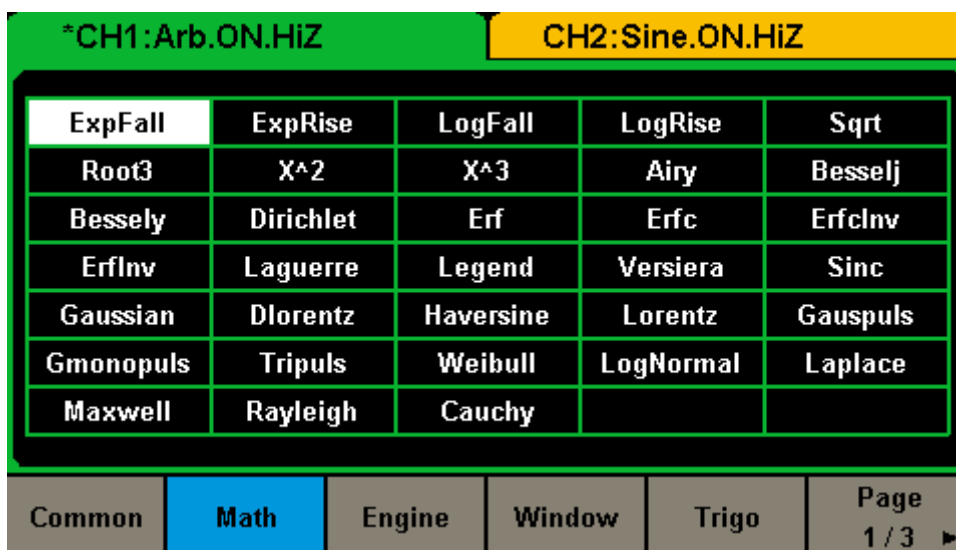 *CH1:Arb.ON.HiZ CH2:Sine.ON.HiZ
ExpFall ExpRise LogFall LogRise Sqrt
Root3 X^2 X^3 Airy Besselj
Bessely Dirichlet Erf Erfc ErfcInv
ErfInv Laguerre Legend Versiera Sinc
Gaussian Dlorentz Haversine Lorentz Gauspuls
Gmonopuls Tripuls Weibull LogNormal Laplace
Maxwell Rayleigh Cauchy
Common Math Engine Window Trigo Page
1/3 ►